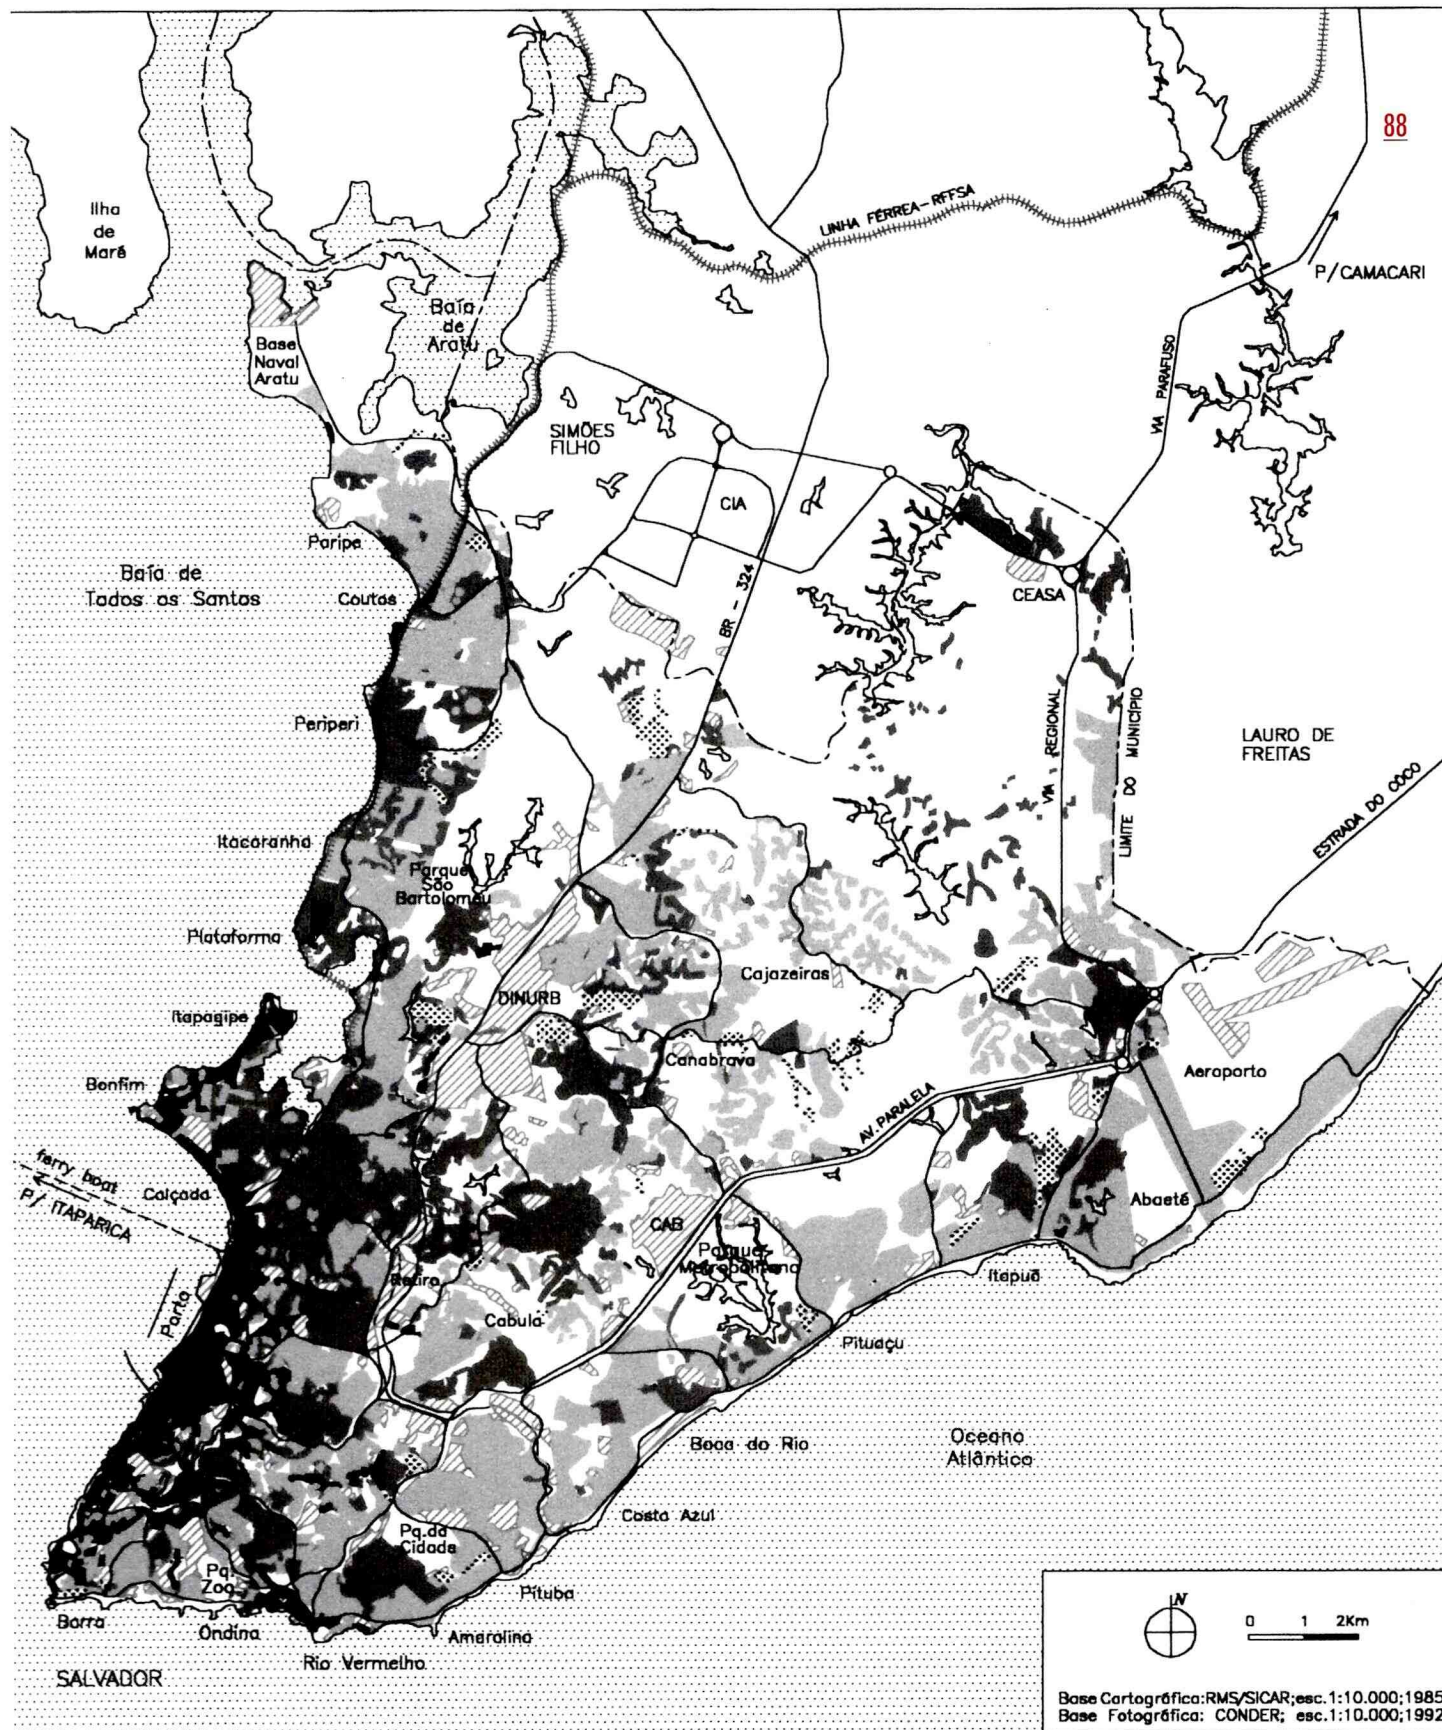 88
Ilha
de
Maré
LINHA FÉRREA-RFFSA
P/CAMACARI
Baía
de
Aratu
Base
Naval
Aratu
VIA PARAFUSO
SIMÕES
FILHO
CIA
Paripe
BR - 324
Baía de
Todos os Santos
Coutos
CEASA
Periperi
VIA REGIONAL
LIMITE DO MUNICÍPIO
LAURO DE
FREITAS
ESTRADA DO CÔCO
Itacaranha
Parque
São
Bartolomeu
Plataforma
Cajazeiras
DINURB
Itapagipe
Canabrava
Aeroporto
Bonfim
AV. PARALELA
ferry boat
P/ ITAPARICA
Calçada
Abaeté
CAB
Parque
Metropolitano
Retiro
Itapuã
Porto
Cabula
Pituaçu
Boca do Rio
Oceano
Atlântico
Costa Azul
Pq.da
Cidade
Pq.
Zoo.
Pituba
Barra
Ondina
Amaralina
Rio Vermelho
SALVADOR
N
0 1 2Km
Base Cartográfica:RMS/SICAR;esc.1:10.000;1985
Base Fotográfica: CONDER; esc.1:10.000;1992